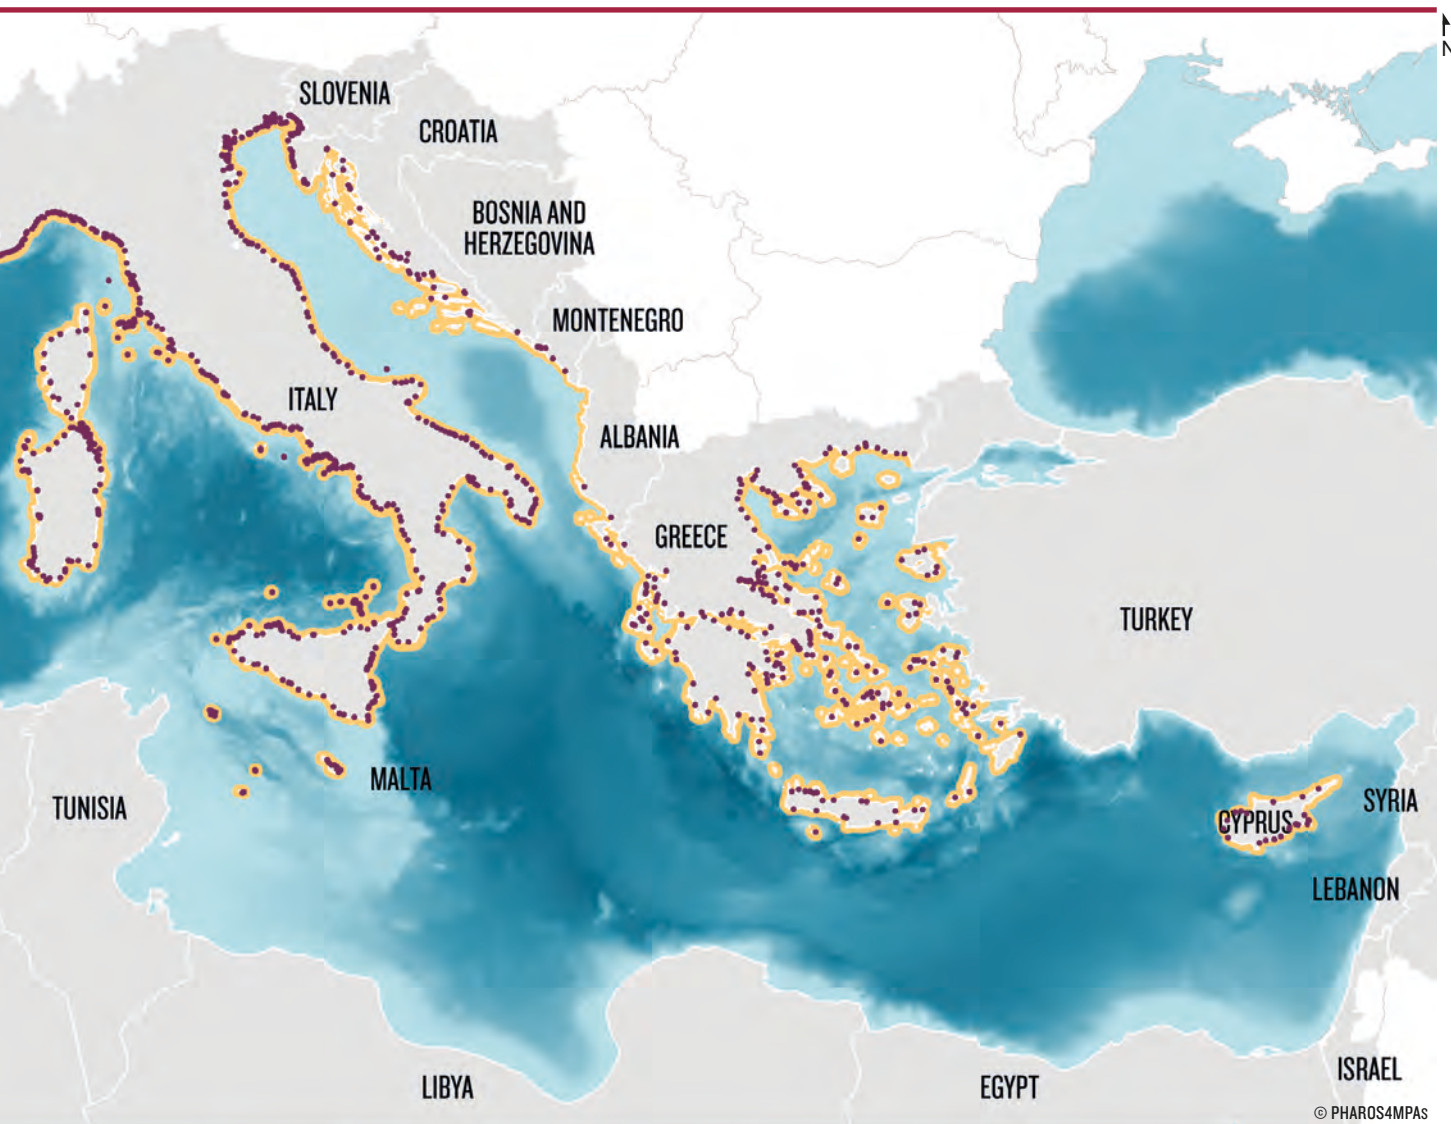 N
SLOVENIA
CROATIA
BOSNIA AND
HERZEGOVINA
MONTENEGRO
ITALY
ALBANIA
GREECE
TURKEY
MALTA
TUNISIA
SYRIA
CYPRUS
LEBANON
LIBYA
EGYPT
ISRAEL
© PHAROS4MPAs